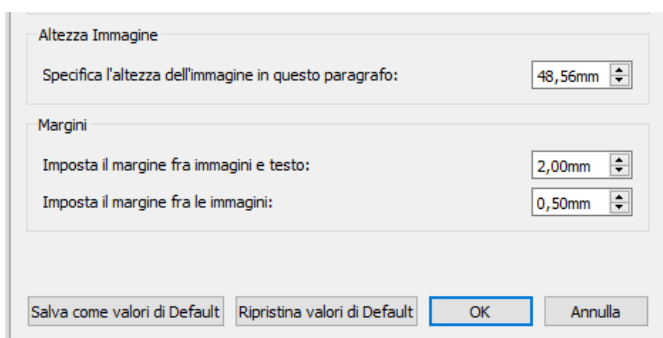 Altezza Immagine
Specifica l'altezza dell'immagine in questo paragrafo: 48,56mm
Margini
Imposta il margine fra immagini e testo: 2,00mm
Imposta il margine fra le immagini: 0,50mm
Salva come valori di Default Ripristina valori di Default OK Annulla